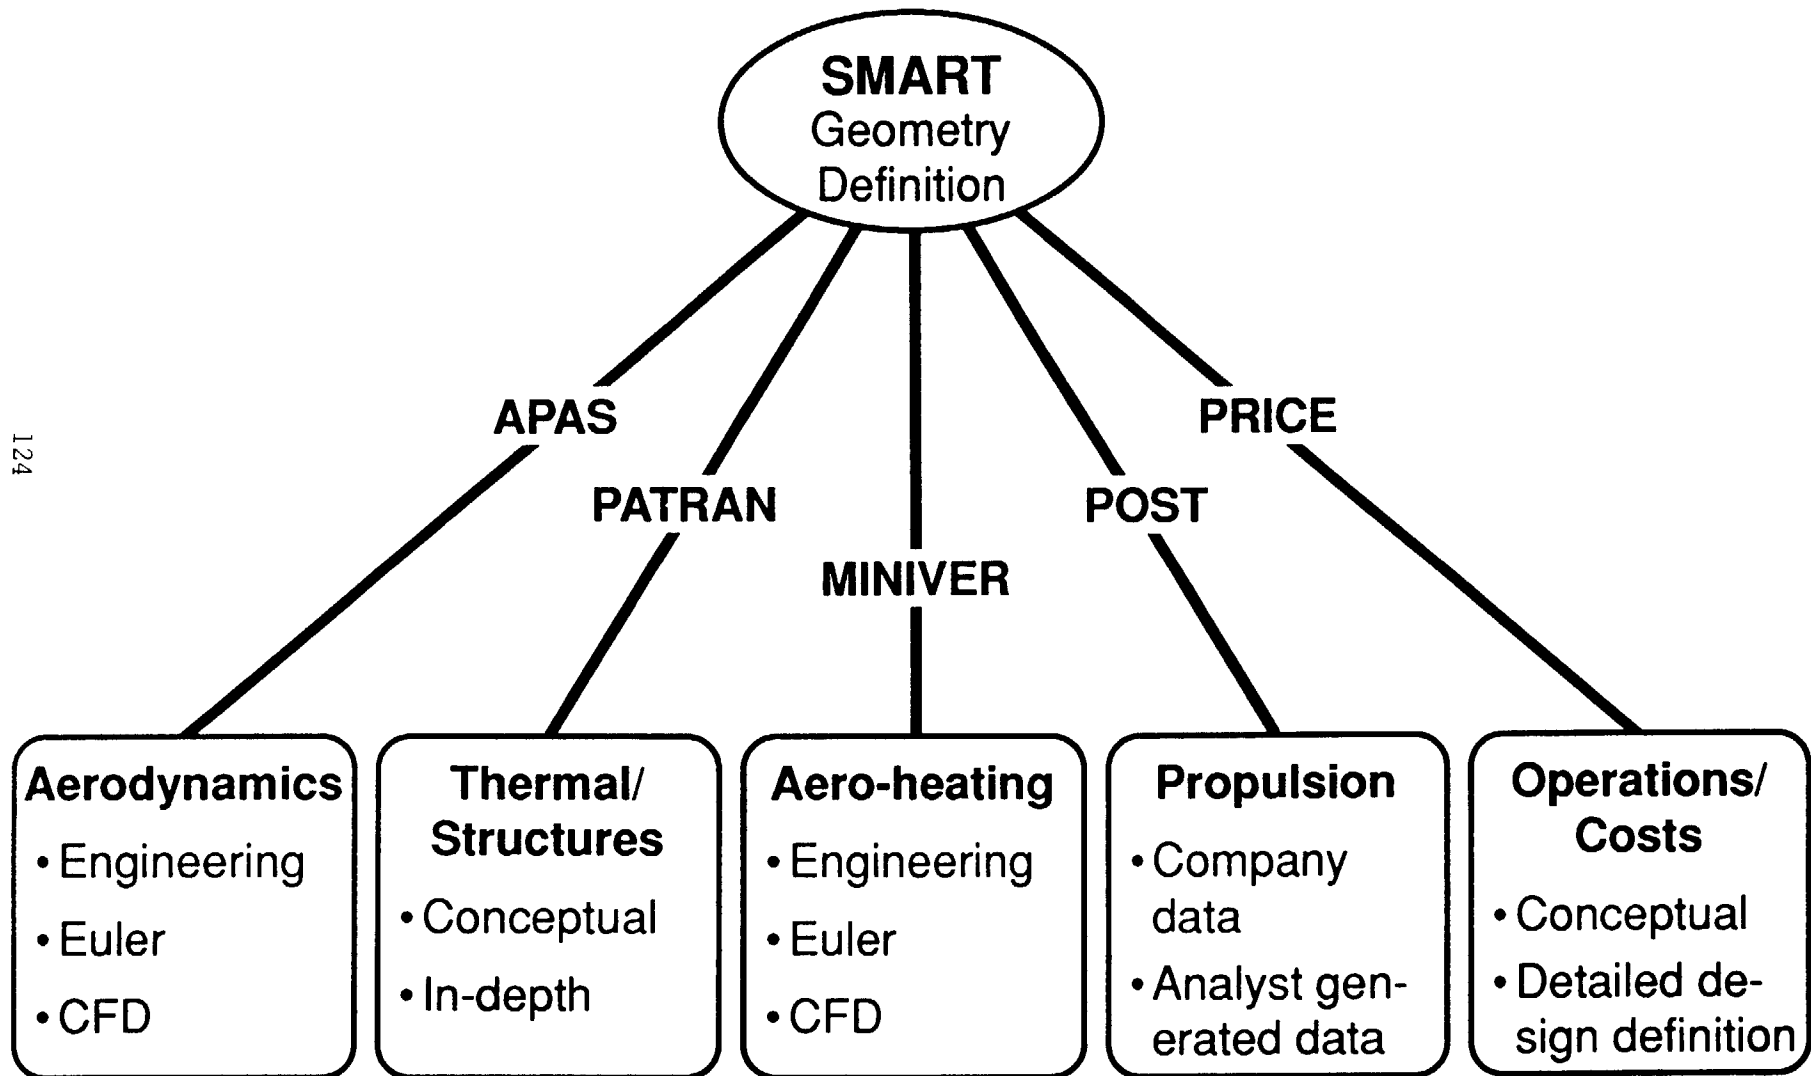 SMART
Geometry
Definition
APAS
PRICE
PATRAN
POST
MINIVER
124
Aerodynamics
• Engineering
• Euler
• CFD
Thermal/
Structures
• Conceptual
• In-depth
Aero-heating
• Engineering
• Euler
• CFD
Propulsion
• Company
data
• Analyst gen-
erated data
Operations/
Costs
• Conceptual
• Detailed de-
sign definition